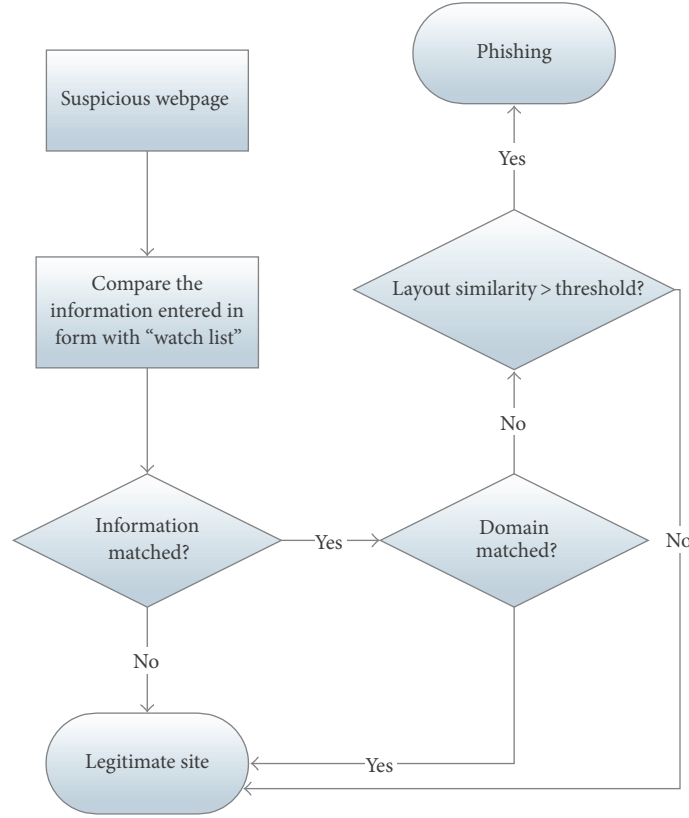 Suspicious webpage
Compare the
information entered in
form with “watch list”
Information
matched?
Yes
No
Legitimate site
Domain
matched?
Yes
No
Layout similarity > threshold?
Yes
No
Phishing